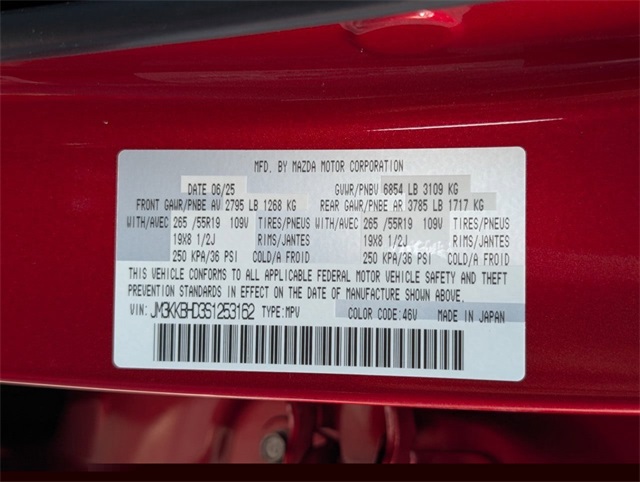 MFD. BY MAZDA MOTOR CORPORATION
DATE 06/25 GVWR/PNBV 6854 LB 3109 KG
FRONT GAWR/PNBE AV 2795 LB 1268 KG REAR GAWR/PNBE AR 3785 LB 1717 KG
WITH/AVEC 265 /55R19 109V TIRES/PNEUS WITH/AVEC 265 /55R19 109V TIRES/PNEUS
19X8 1/2J RIMS/JANTES 19X8 1/2J RIMS/JANTES
250 KPA/36 PSI COLD/A FROID 250 KPA/36 PSI COLD/A FROID
THIS VEHICLE CONFORMS TO ALL APPLICABLE FEDERAL MOTOR VEHICLE SAFETY AND THEFT
PREVENTION STANDARDS IN EFFECT ON THE DATE OF MANUFACTURE SHOWN ABOVE.
VIN: JM3KKBHD3S1253162 TYPE:MPV COLOR CODE:46V MADE IN JAPAN